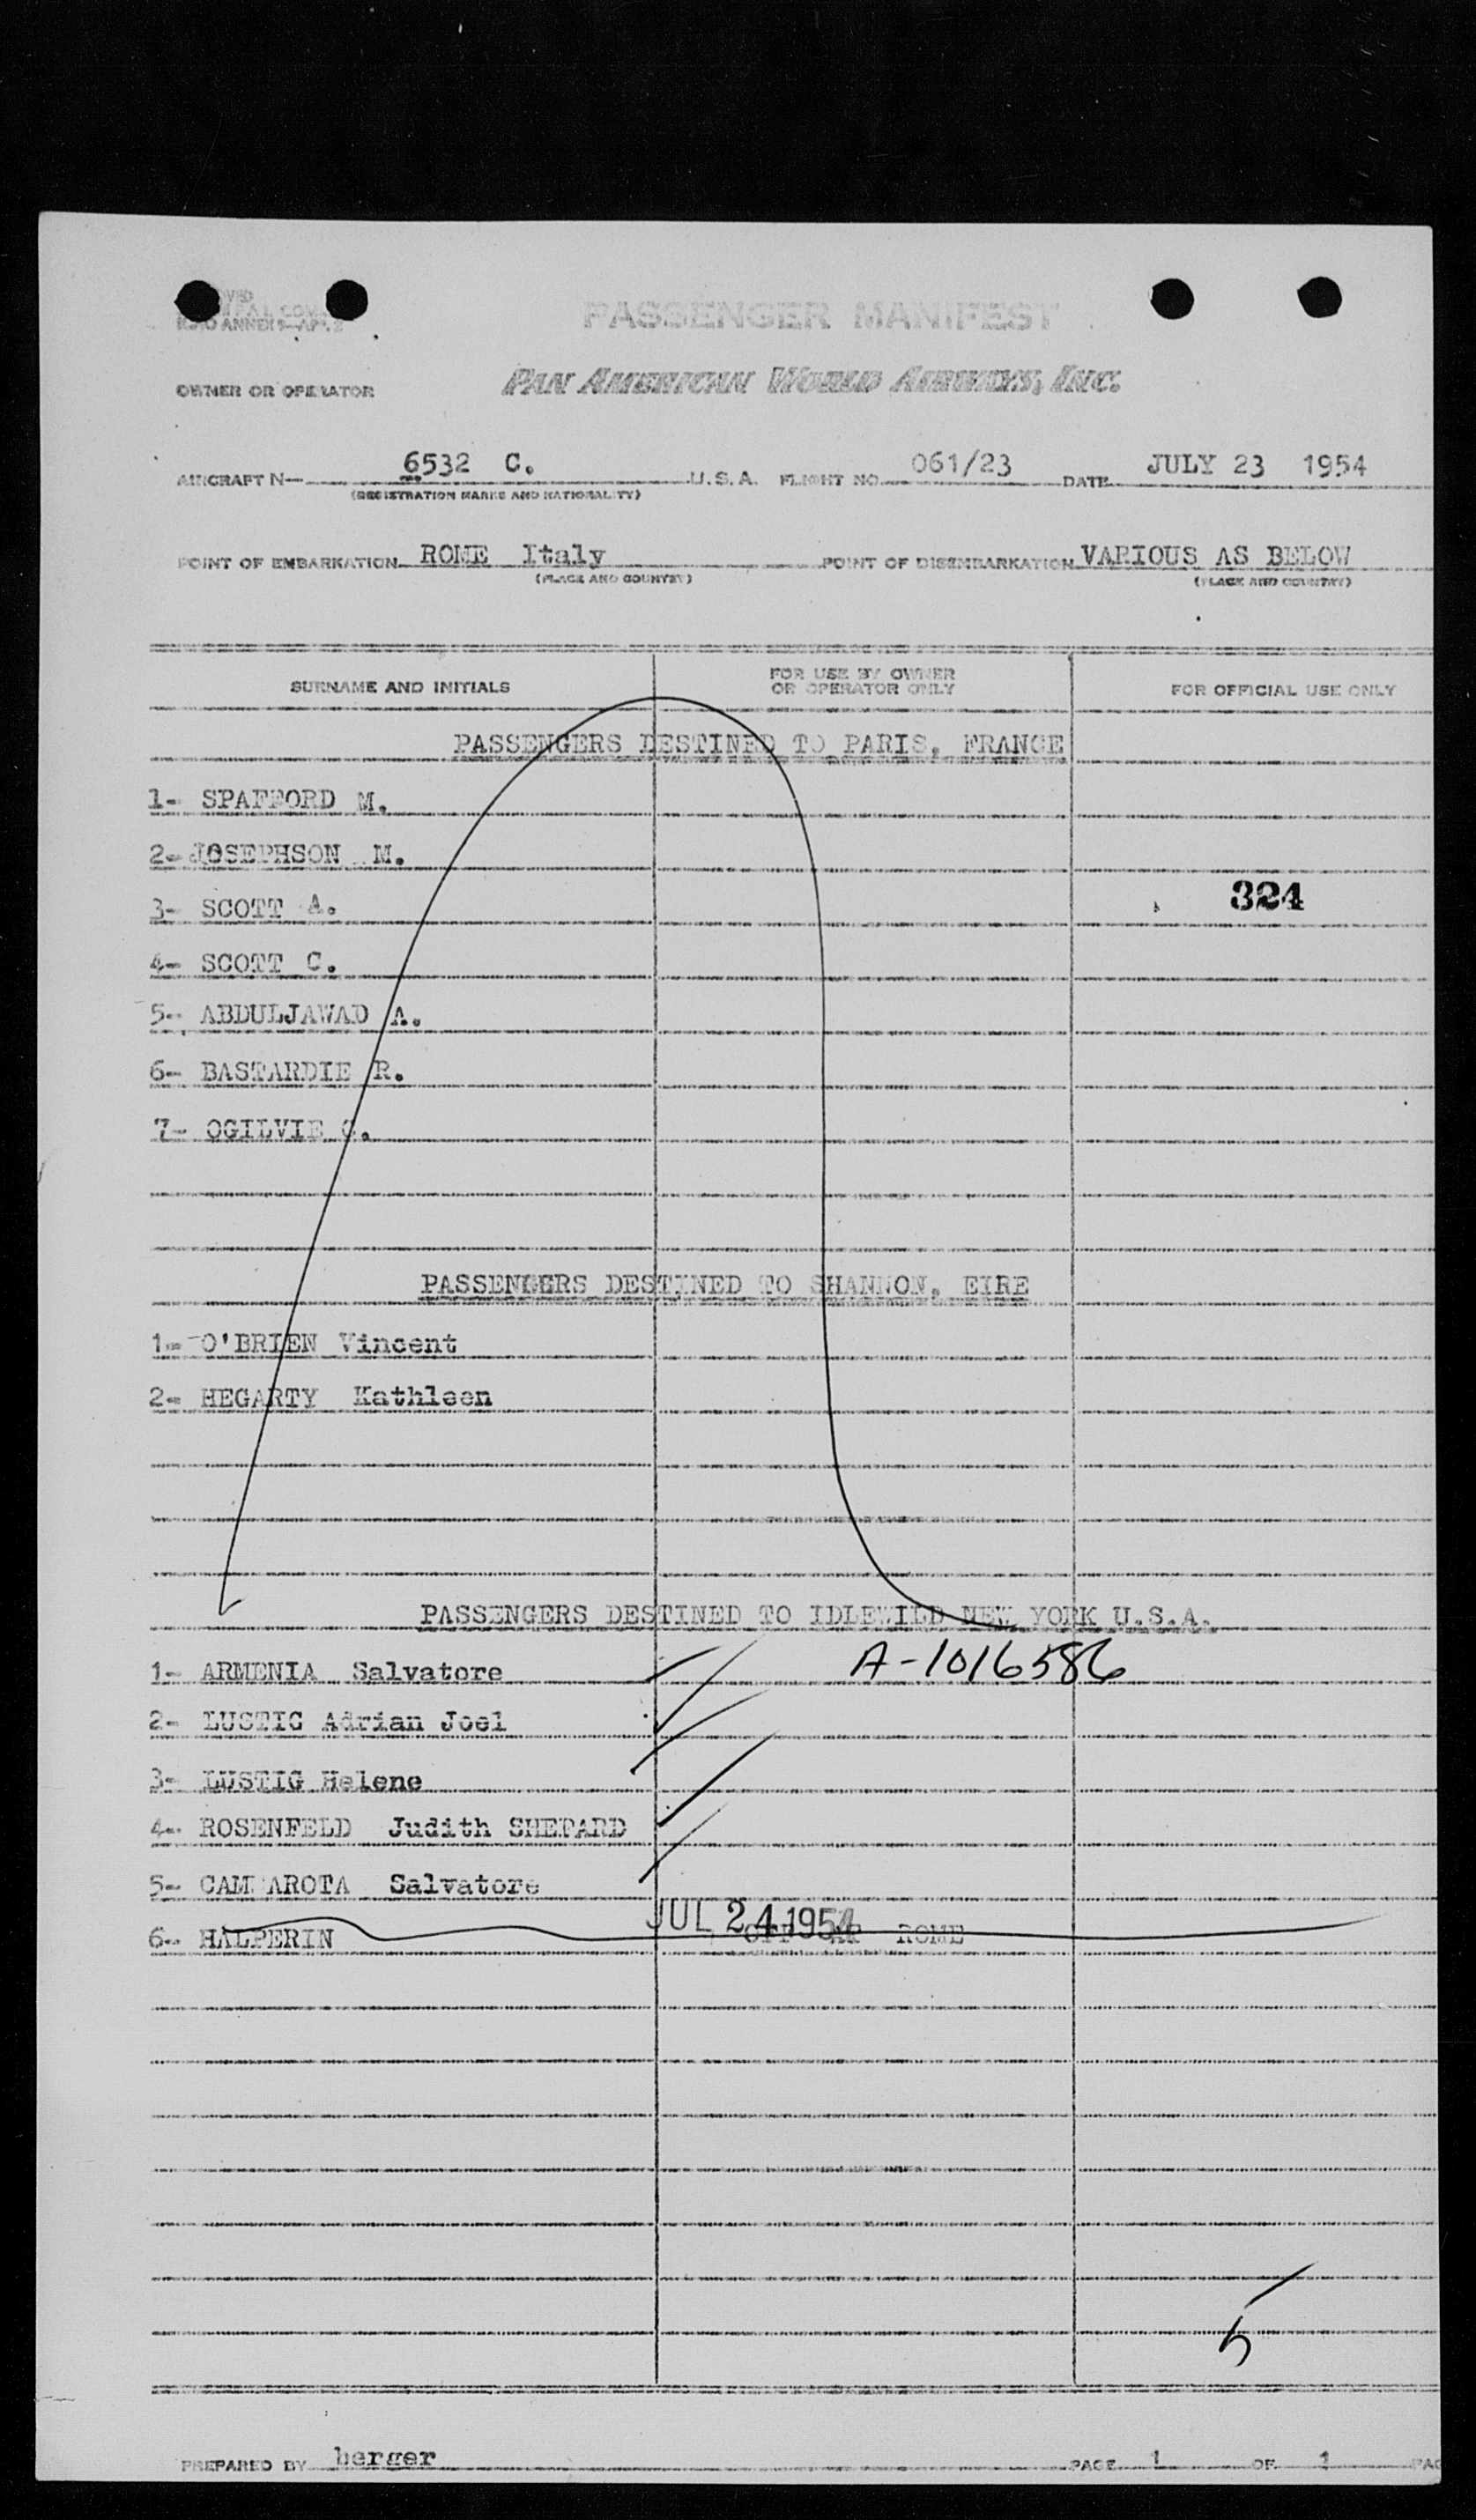 PASSENGER MANIFEST
OWNER OR OPERATOR PAN AMERICAN WORLD AIRWAYS, INC.
AIRCRAFT N— 6532 C. U.S.A. FLIGHT NO. 061/23 DATE JULY 23 1954
(REGISTRATION MARKS AND NATIONALITY)
POINT OF EMBARKATION ROME Italy POINT OF DISEMBARKATION VARIOUS AS BELOW
(PLACE AND COUNTRY) (PLACE AND COUNTRY)
SURNAME AND INITIALS FOR USE BY OWNER OR OPERATOR ONLY FOR OFFICIAL USE ONLY
PASSENGERS DESTINED TO PARIS, FRANCE
1- SPAFFORD M.
2- JOSEPHSON M.
3- SCOTT A. 324
4- SCOTT C.
5- ABDULJAWAD A.
6- BASTARDIE R.
7- OGILVIE
PASSENGERS DESTINED TO SHANNON, EIRE
1- O'BRIEN Vincent
2- HEGARTY Kathleen
PASSENGERS DESTINED TO IDLEWILD NEW YORK U.S.A.
1- ARMENIA Salvatore A-1016586
2- LUSTIG Adrian Joel
3- LUSTIG Helene
4- ROSENFELD Judith SHEPARD
5- Salvatore
JUL 24 1954
6- HALPERIN OFF AT ROME
5
PREPARED BY berger PAGE 1 OF 1